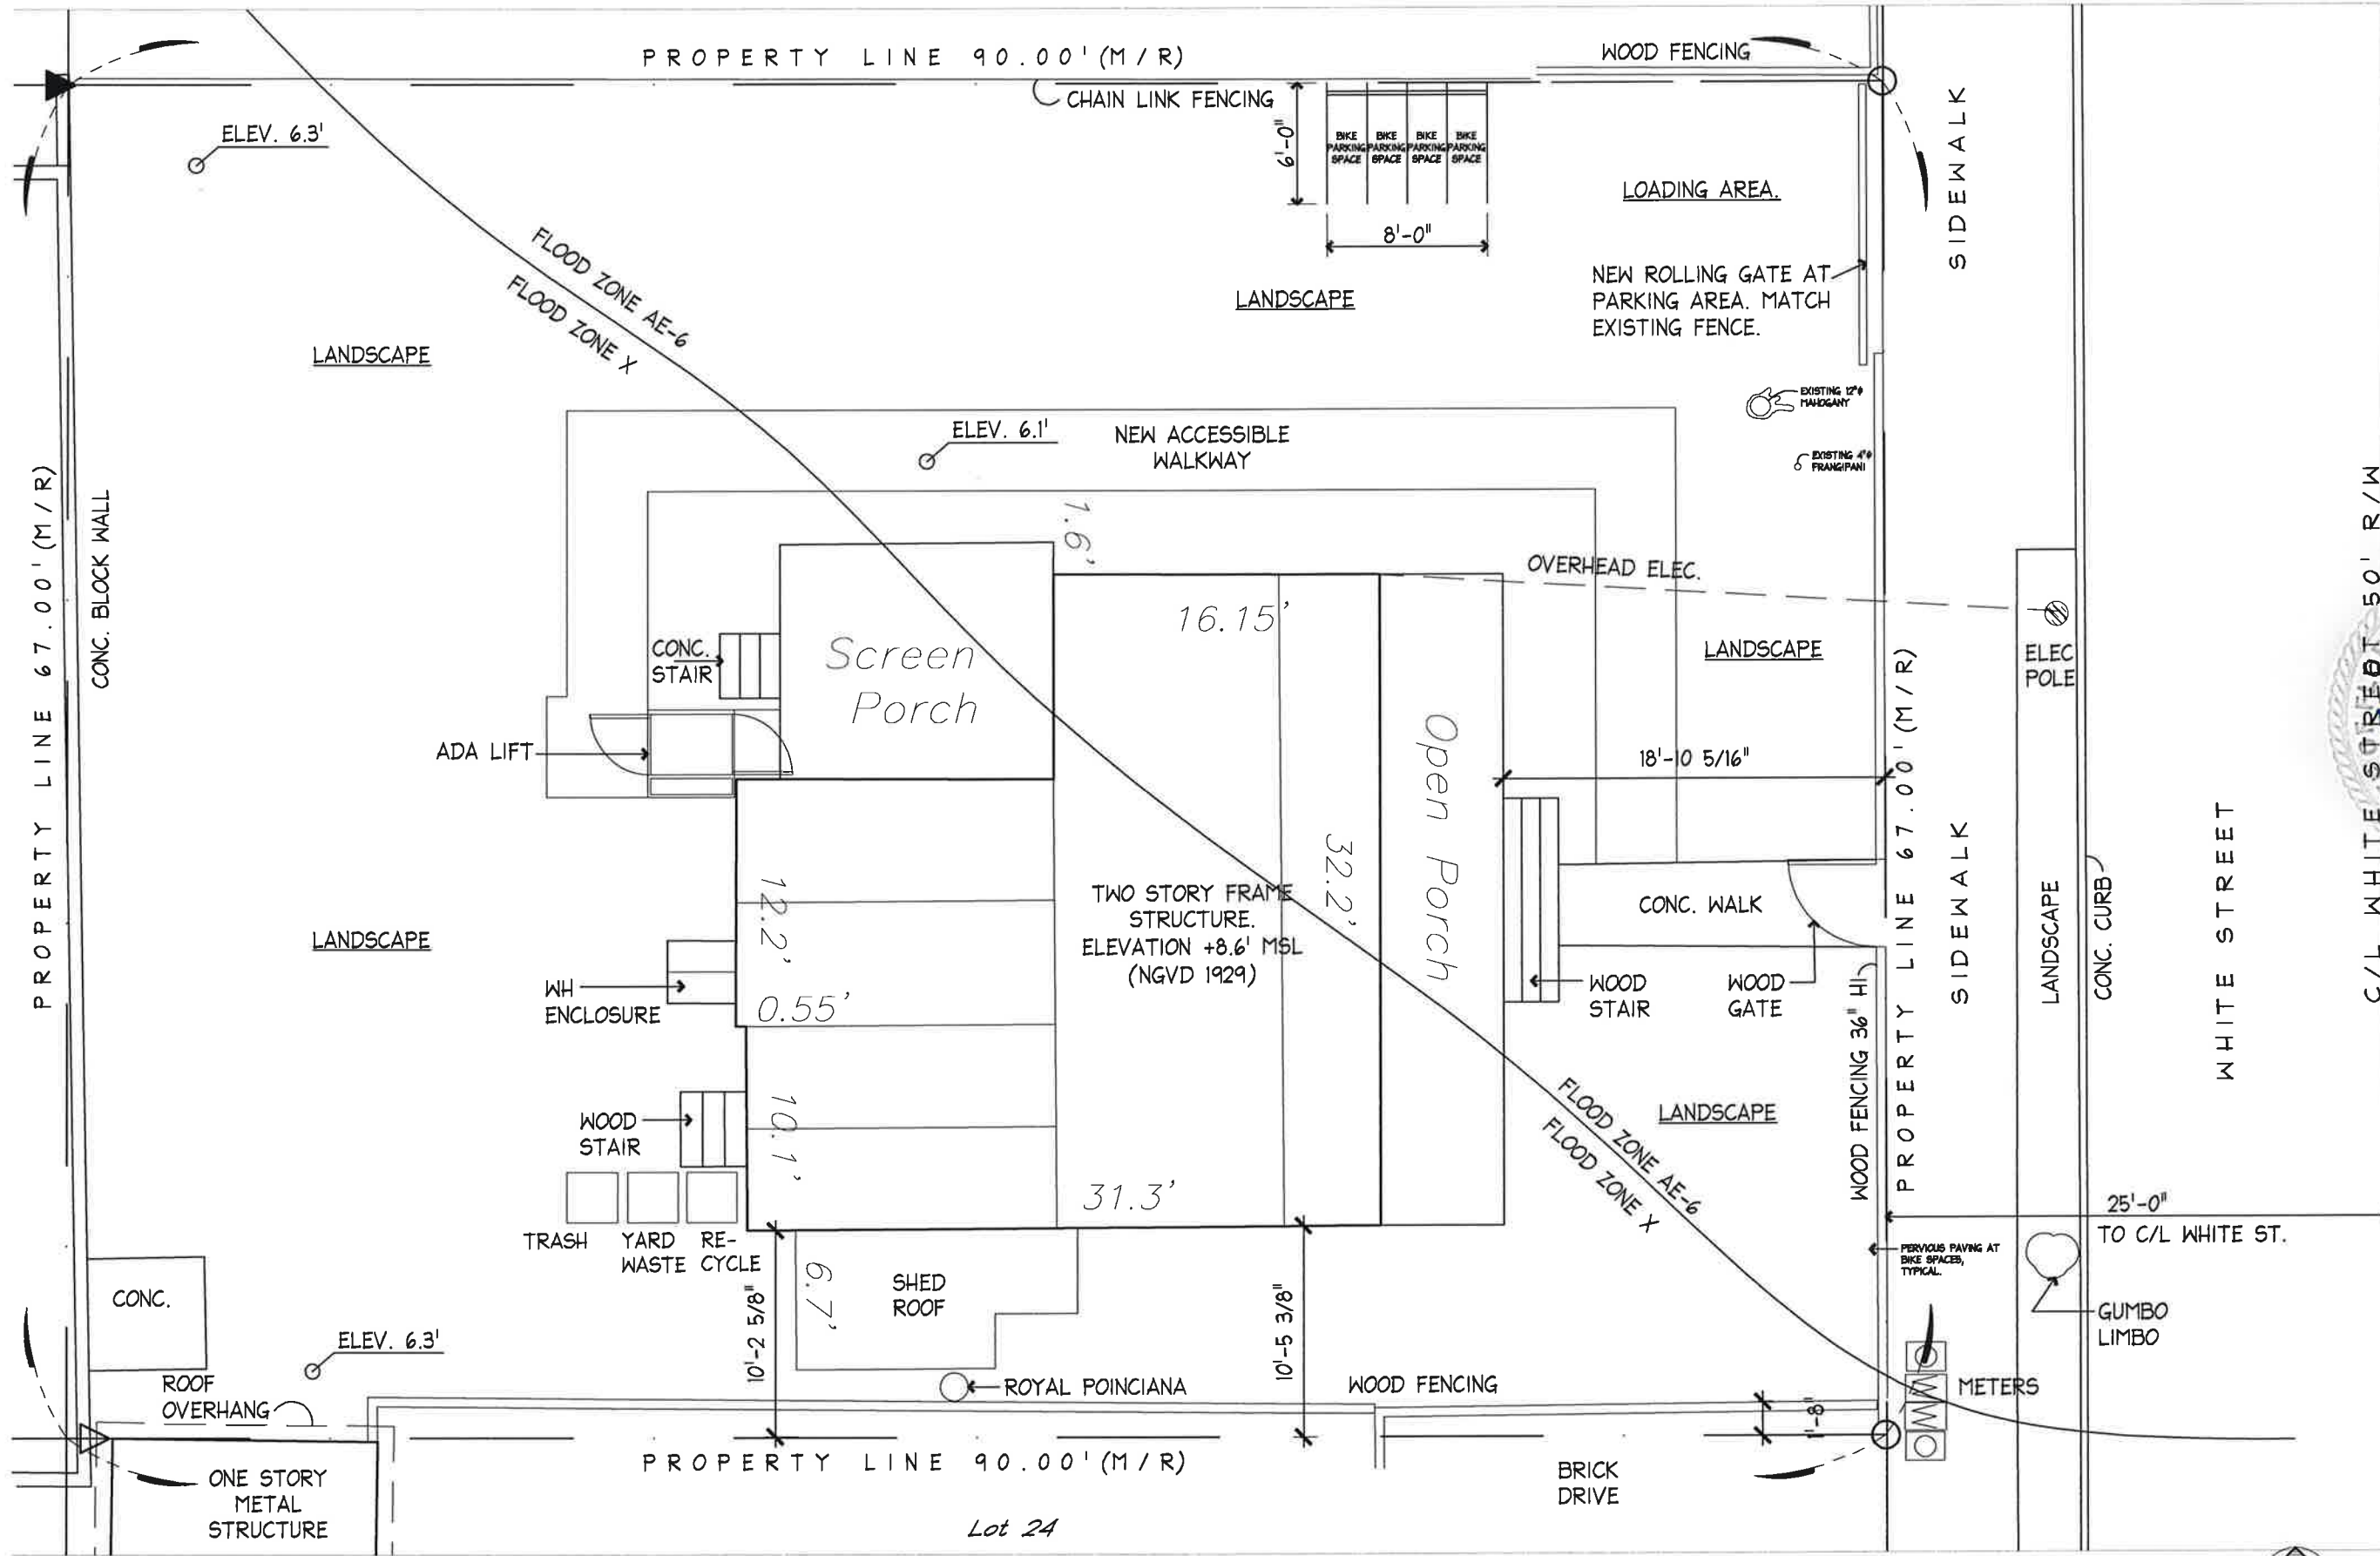 PROPERTY LINE 90.00' (M/R)
WOOD FENCING
CHAIN LINK FENCING
ELEV. 6.3'
6'-0"
BIKE
PARKING
SPACE
BIKE
PARKING
SPACE
BIKE
PARKING
SPACE
BIKE
PARKING
SPACE
8'-0"
LOADING AREA.
SIDEWALK
FLOOD ZONE AE-6
FLOOD ZONE X
LANDSCAPE
NEW ROLLING GATE AT
PARKING AREA. MATCH
EXISTING FENCE.
LANDSCAPE
EXISTING 12"ϕ
MAHOGANY
ELEV. 6.1'
NEW ACCESSIBLE
WALKWAY
EXISTING 4"ϕ
FRANGIPANI
PROPERTY LINE 67.00' (M/R)
CONC. BLOCK WALL
1.6'
OVERHEAD ELEC.
16.15'
CONC.
STAIR
Screen
Porch
LANDSCAPE
ELEC
POLE
ADA LIFT
Open Porch
18'-10 5/16"
PROPERTY LINE 67.00' (M/R)
C/L WHITE STREET 50' R/W
WHITE STREET
32.2'
12.2'
TWO STORY FRAME
STRUCTURE.
ELEVATION +8.6' MSL
(NGVD 1929)
CONC. WALK
SIDEWALK
LANDSCAPE
CONC. CURB
LANDSCAPE
WH
ENCLOSURE
0.55'
WOOD
STAIR
WOOD
GATE
WOOD FENCING 36" HI
WOOD
STAIR
10.1'
FLOOD ZONE AE-6
FLOOD ZONE X
LANDSCAPE
31.3'
25'-0"
TO C/L WHITE ST.
TRASH
YARD
WASTE
RE-
CYCLE
PERVIOUS PAVING AT
BIKE SPACES,
TYPICAL.
CONC.
10'-2 5/8"
6.7'
SHED
ROOF
10'-5 3/8"
GUMBO
LIMBO
ELEV. 6.3'
ROOF
OVERHANG
ROYAL POINCIANA
WOOD FENCING
1'-8"
METERS
PROPERTY LINE 90.00' (M/R)
ONE STORY
METAL
STRUCTURE
BRICK
DRIVE
Lot 24